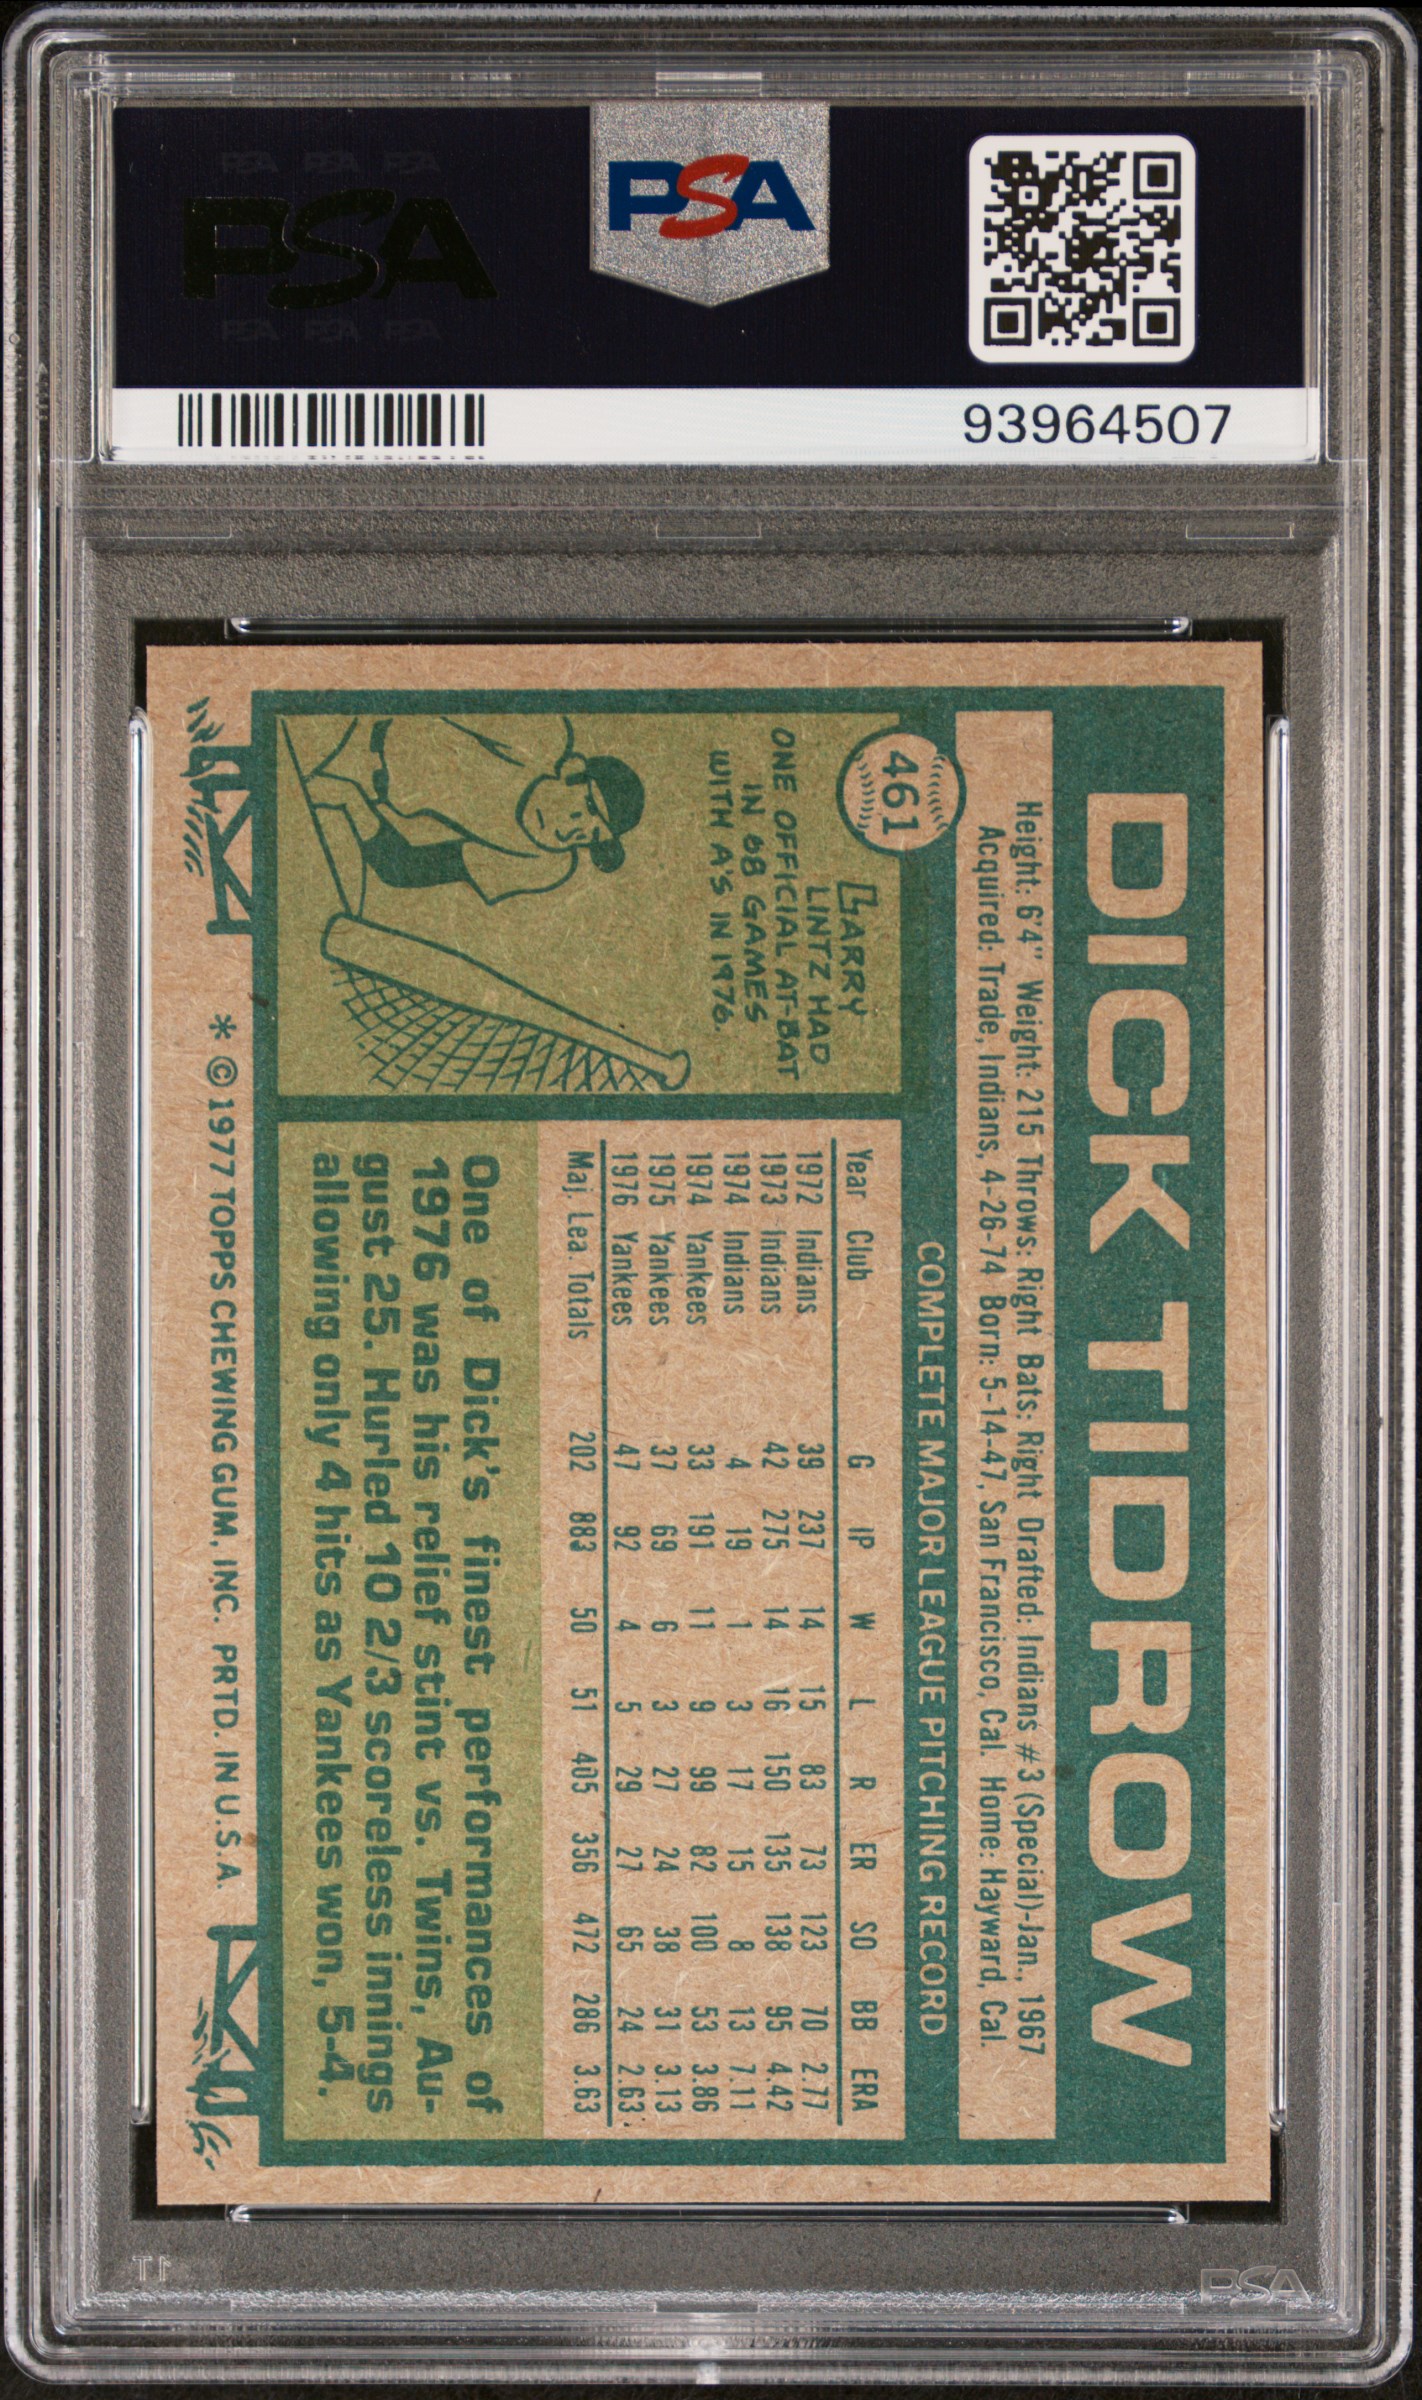 PSA PSA PSA
PSA
PSA PSA PSA
PSA
93964507
DICK TIDROW
Height: 6'4" Weight: 215 Throws: Right Bats: Right Drafted: Indians #3 (Special)-Jan., 1967
Acquired: Trade, Indians, 4-26-74 Born: 5-14-47, San Francisco, Cal. Home: Hayward, Cal.
461
COMPLETE MAJOR LEAGUE PITCHING RECORD
LARRY
LINTZ HAD
ONE OFFICIAL AT-BAT
IN 68 GAMES
WITH A'S IN 1976.
Year Club G IP W L R ER SO BB ERA
1972 Indians 39 237 14 15 83 73 123 70 2.77
1973 Indians 42 275 14 16 150 135 138 95 4.42
1974 Indians 4 19 1 3 17 15 8 13 7.11
1974 Yankees 33 191 11 9 99 82 100 53 3.86
1975 Yankees 37 69 6 3 27 24 38 31 3.13
1976 Yankees 47 92 4 5 29 27 65 24 2.63
Maj. Lea. Totals 202 883 50 51 405 356 472 286 3.63
One of Dick's finest performances of
1976 was his relief stint vs. Twins, Au-
gust 25. Hurled 10 2/3 scoreless innings
allowing only 4 hits as Yankees won, 5-4.
* © 1977 TOPPS CHEWING GUM, INC. PRTD. IN U.S.A.
1T
PSA